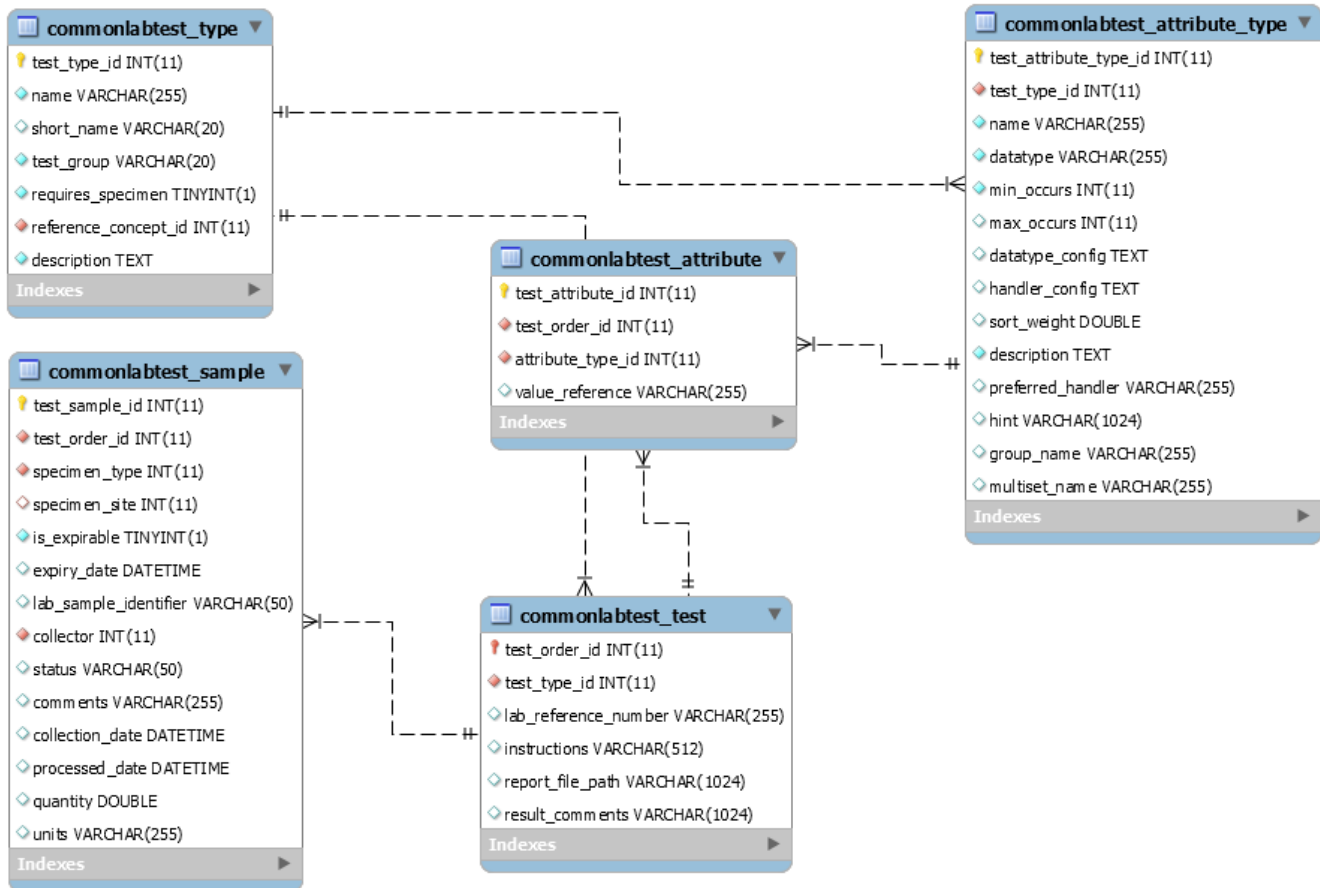 commonlabtest_type
test_type_id INT(11)
name VARCHAR(255)
short_name VARCHAR(20)
test_group VARCHAR(20)
requires_specimen TINYINT(1)
reference_concept_id INT(11)
description TEXT
Indexes
commonlabtest_attribute_type
test_attribute_type_id INT(11)
test_type_id INT(11)
name VARCHAR(255)
datatype VARCHAR(255)
min_occurs INT(11)
max_occurs INT(11)
datatype_config TEXT
handler_config TEXT
sort_weight DOUBLE
description TEXT
preferred_handler VARCHAR(255)
hint VARCHAR(1024)
group_name VARCHAR(255)
multiset_name VARCHAR(255)
Indexes
commonlabtest_attribute
test_attribute_id INT(11)
test_order_id INT(11)
attribute_type_id INT(11)
value_reference VARCHAR(255)
Indexes
commonlabtest_sample
test_sample_id INT(11)
test_order_id INT(11)
specimen_type INT(11)
specimen_site INT(11)
is_expirable TINYINT(1)
expiry_date DATETIME
lab_sample_identifier VARCHAR(50)
collector INT(11)
status VARCHAR(50)
comments VARCHAR(255)
collection_date DATETIME
processed_date DATETIME
quantity DOUBLE
units VARCHAR(255)
Indexes
commonlabtest_test
test_order_id INT(11)
test_type_id INT(11)
lab_reference_number VARCHAR(255)
instructions VARCHAR(512)
report_file_path VARCHAR(1024)
result_comments VARCHAR(1024)
Indexes